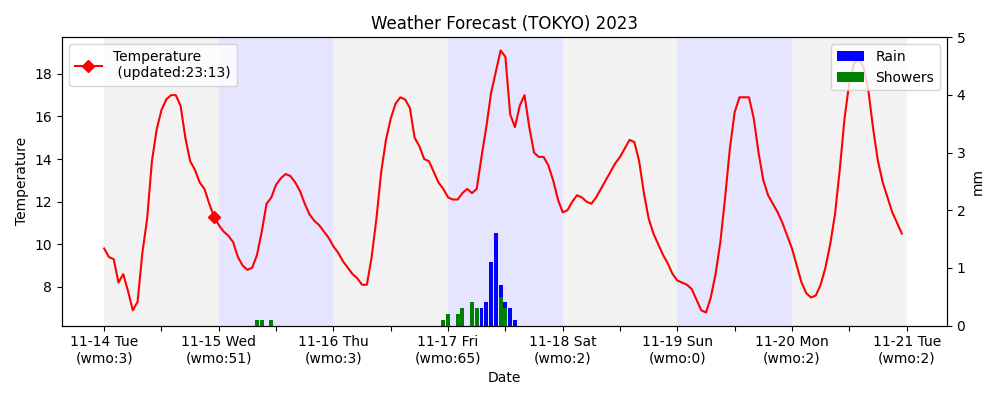 Weather Forecast (TOKYO) 2023
Temperature
(updated:23:13)
Rain
Showers
Temperature
18
16
14
12
10
8
5
4
3
2
1
0
mm
11-14 Tue
(wmo:3)
11-15 Wed
(wmo:51)
11-16 Thu
(wmo:3)
11-17 Fri
(wmo:65)
11-18 Sat
(wmo:2)
11-19 Sun
(wmo:0)
11-20 Mon
(wmo:2)
11-21 Tue
(wmo:2)
Date